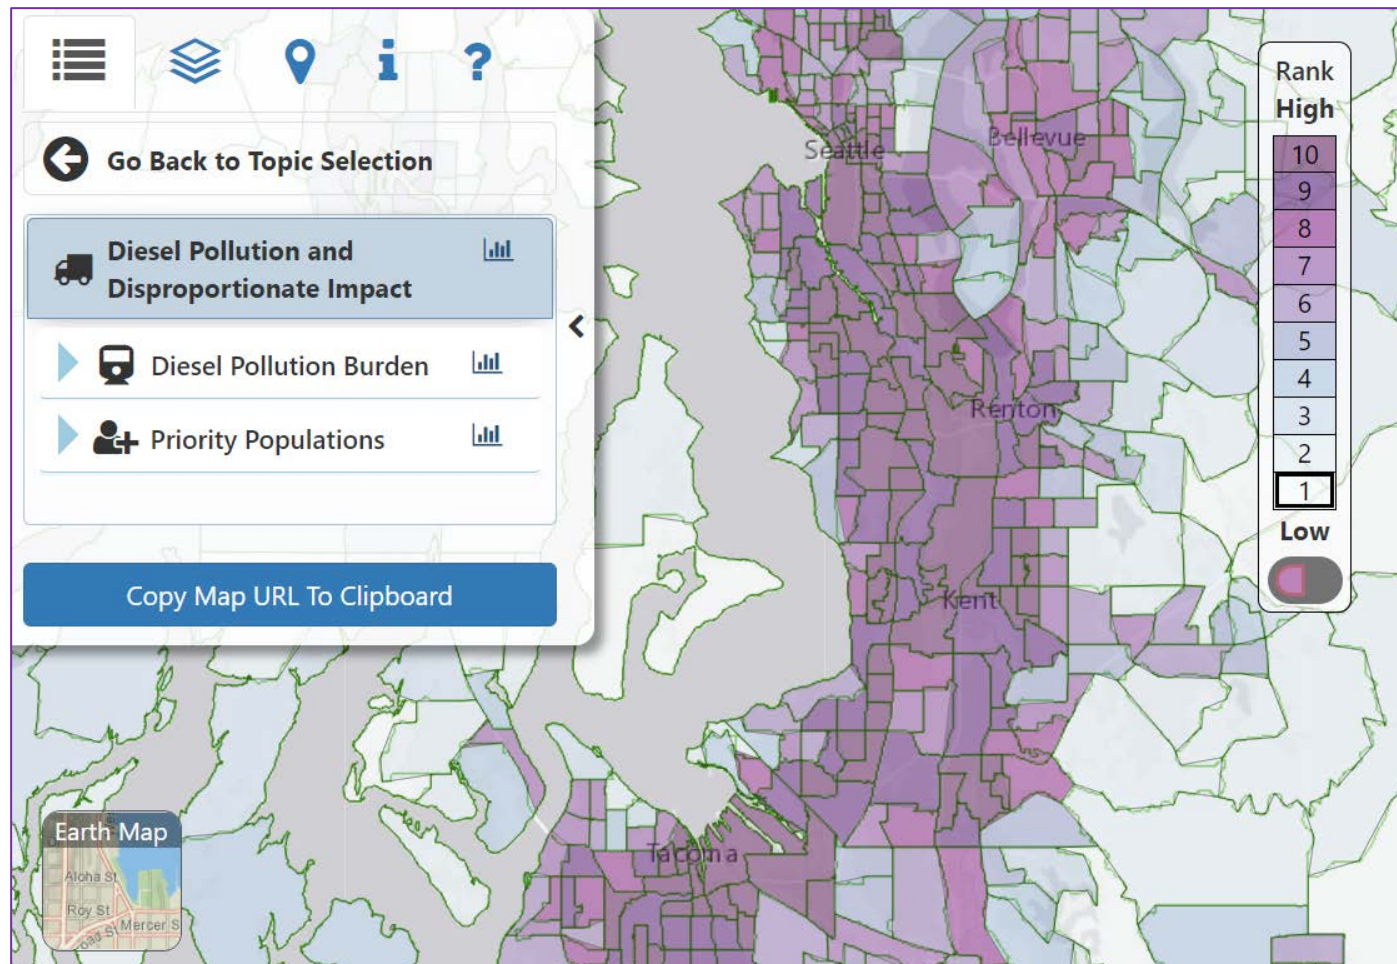 ?
Go Back to Topic Selection
Diesel Pollution and
Disproportionate Impact
Diesel Pollution Burden
Priority Populations
Copy Map URL To Clipboard
Seattle
Bellevue
Renton
Kent
Tacoma
Rank
High
10
9
8
7
6
5
4
3
2
1
Low
Earth Map
Aloha St
Roy St
Mercer S